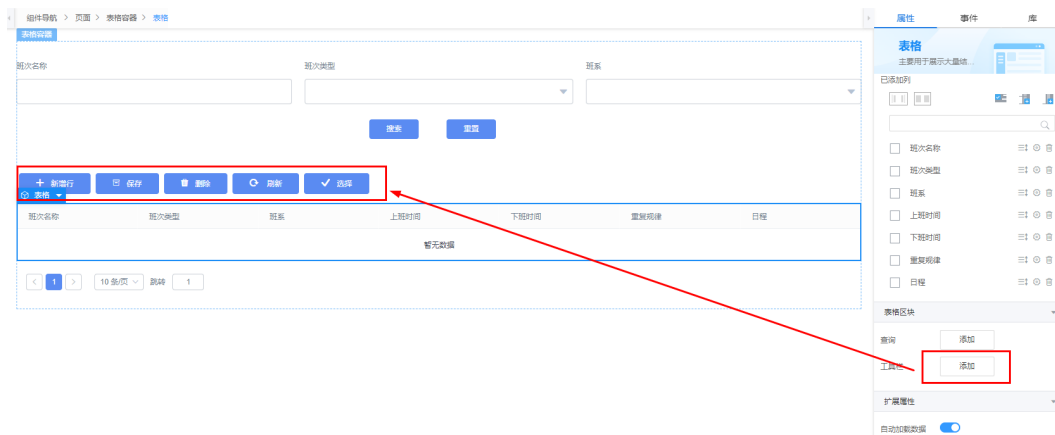 组件导航 > 页面 > 表格容器 > 表格
表格容器
班次名称 班次类型 班系
搜索 重置
新增行 保存 删除 刷新 选择
表格
班次名称 班次类型 班系 上班时间 下班时间 重复规律 日程
暂无数据
1 10 条/页 跳转 1
属性 事件 库
表格
主要用于展示大量结...
已添加列
班次名称
班次类型
班系
上班时间
下班时间
重复规律
日程
表格区块
查询 添加
工具栏 添加
扩展属性
自动加载数据